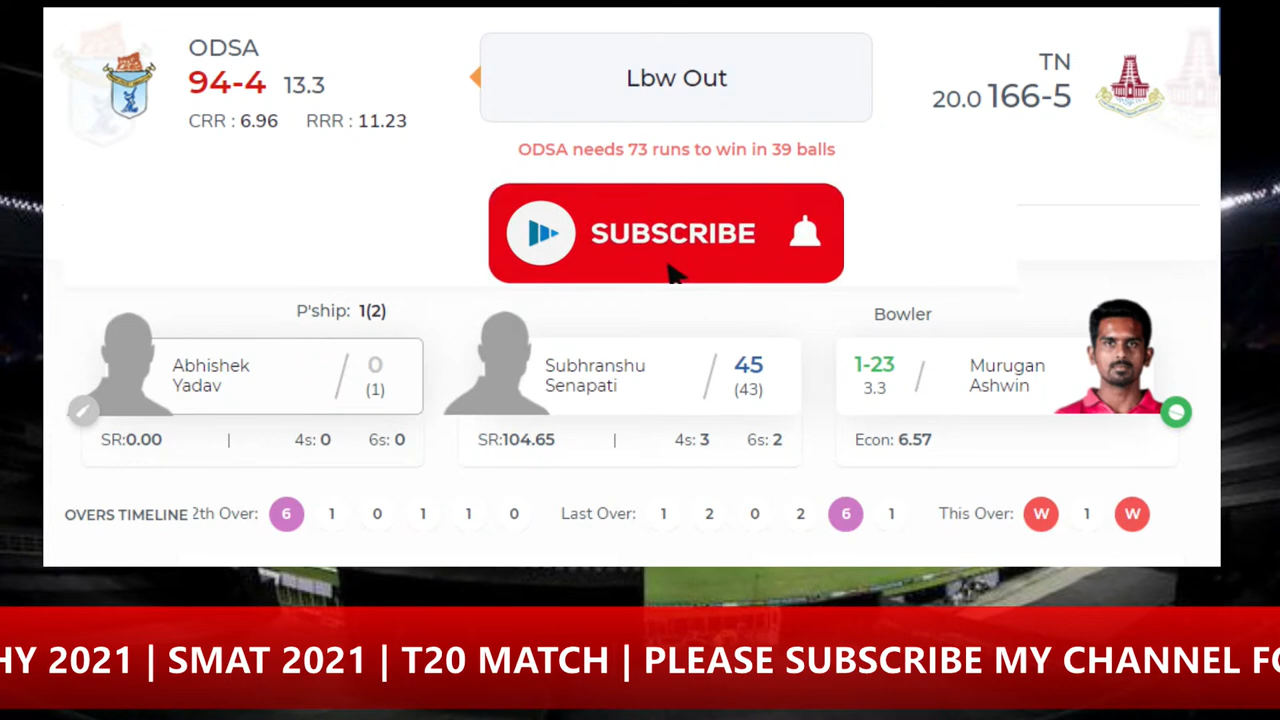 ODSA
94-4 13.3
CRR : 6.96 RRR : 11.23
Lbw Out
TN
20.0 166-5
ODSA needs 73 runs to win in 39 balls
SUBSCRIBE
P'ship: 1(2)
Abhishek Yadav / 0 (1)
SR:0.00 | 4s: 0 6s: 0
Subhranshu Senapati / 45 (43)
SR:104.65 | 4s: 3 6s: 2
Bowler
1-23 3.3 / Murugan Ashwin
Econ: 6.57
OVERS TIMELINE 2th Over: 6 1 0 1 1 0 Last Over: 1 2 0 2 6 1 This Over: W 1 W
HY 2021 | SMAT 2021 | T20 MATCH | PLEASE SUBSCRIBE MY CHANNEL FO